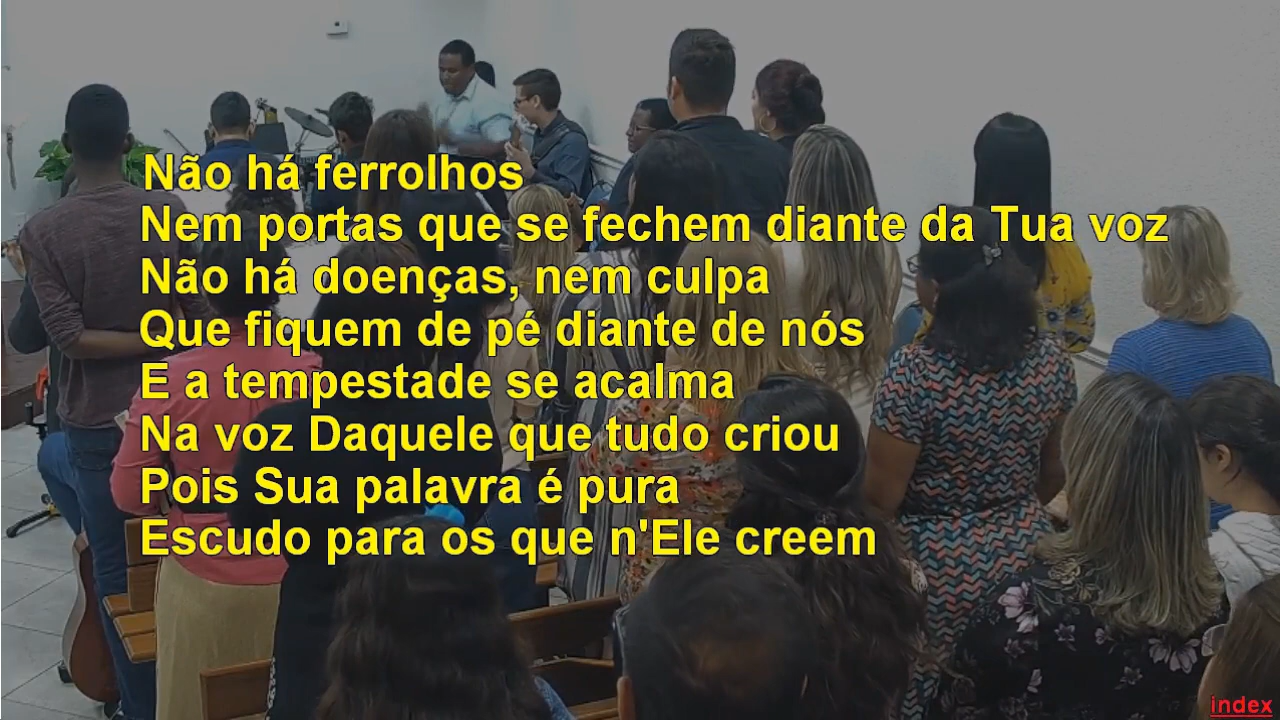 Não há ferrolhos
Nem portas que se fechem diante da Tua voz
Não há doenças, nem culpa
Que fiquem de pé diante de nós
E a tempestade se acalma
Na voz Daquele que tudo criou
Pois Sua palavra é pura
Escudo para os que n'Ele creem
index